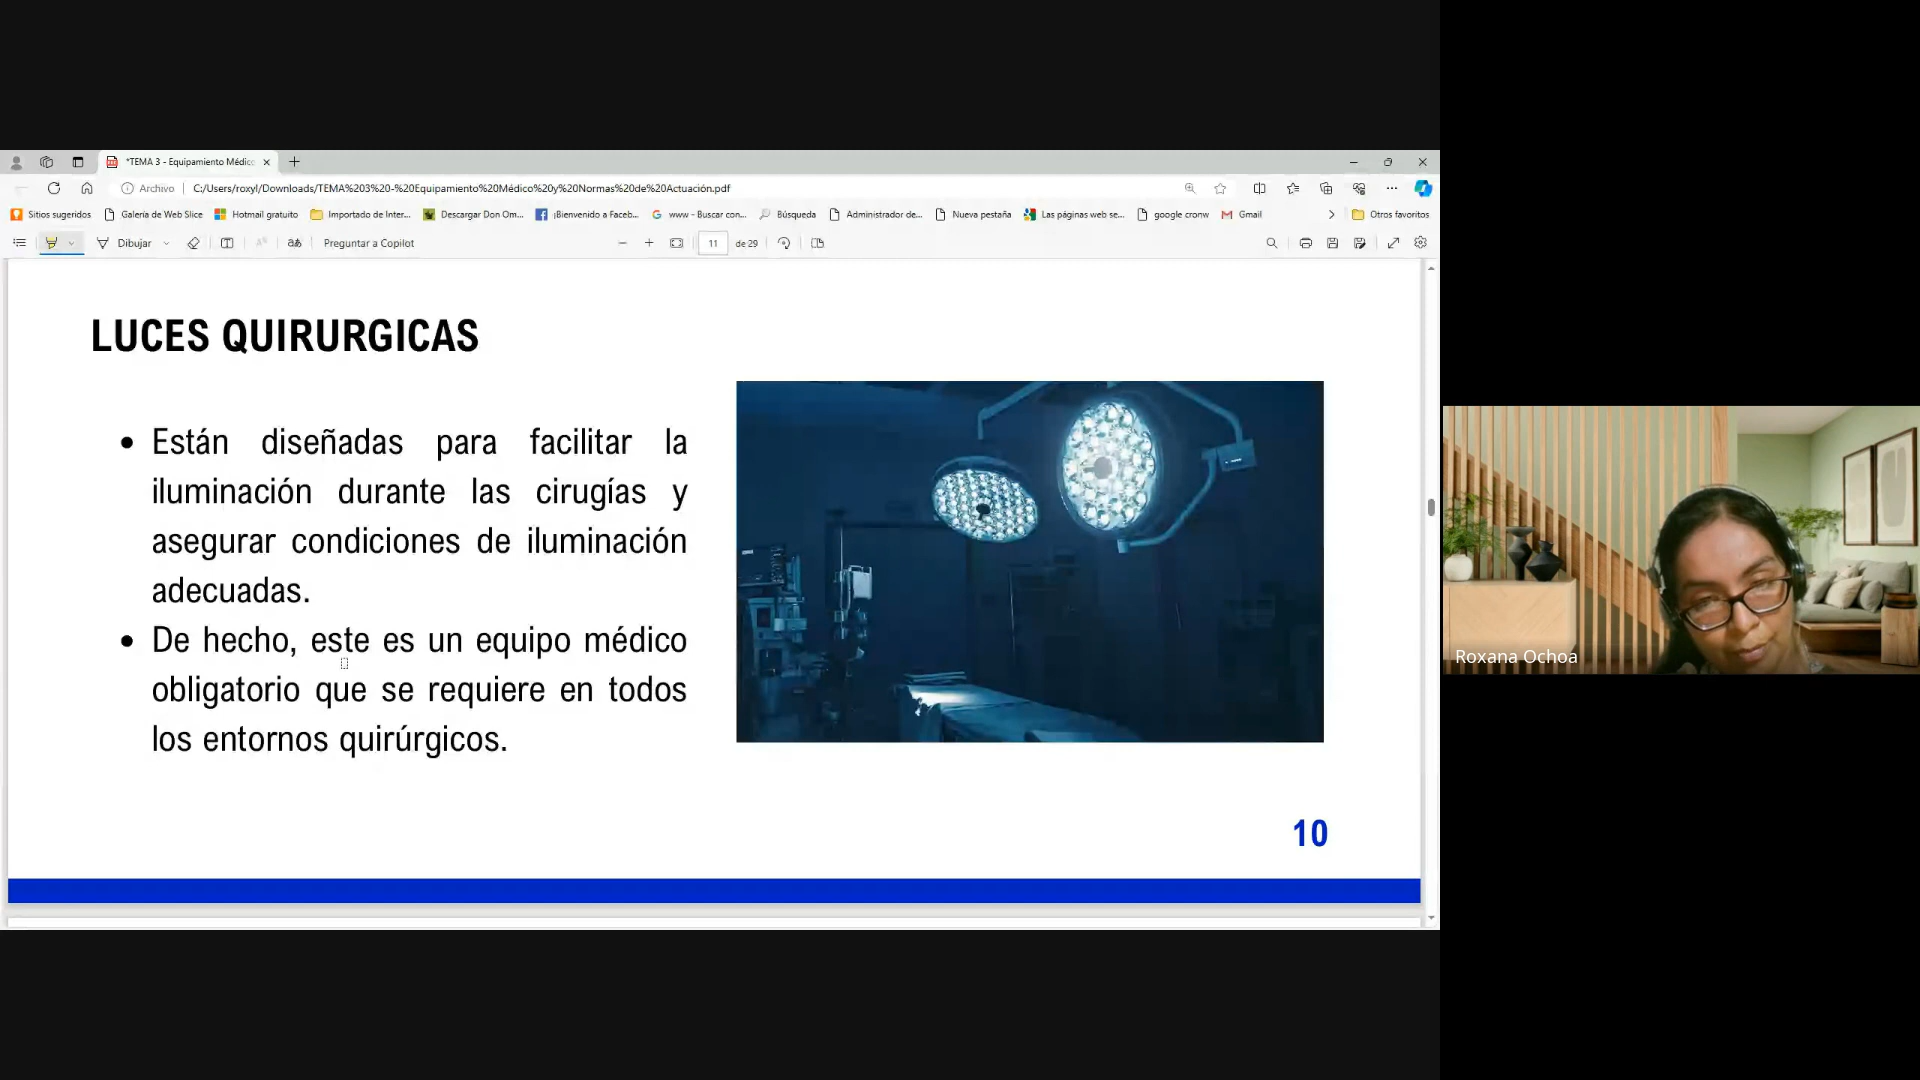 *TEMA 3 - Equipamiento Médic
Archivo
C:/Users/roxyl/Downloads/TEMA%203%20-%20Equipamiento%20Médico%20y%20Normas%20de%20Actuación.pdf
Sitios sugeridos
Galería de Web Slice
Hotmail gratuito
Importado de Inter...
Descargar Don Om...
¡Bienvenido a Faceb...
www - Buscar con...
Búsqueda
Administrador de...
Nueva pestaña
Las páginas web se...
google cronw
Gmail
Otros favoritos
Dibujar
Preguntar a Copilot
11 de 29
LUCES QUIRURGICAS
• Están diseñadas para facilitar la
iluminación durante las cirugías y
asegurar condiciones de iluminación
adecuadas.
• De hecho, este es un equipo médico
obligatorio que se requiere en todos
los entornos quirúrgicos.
10
Roxana Ochoa